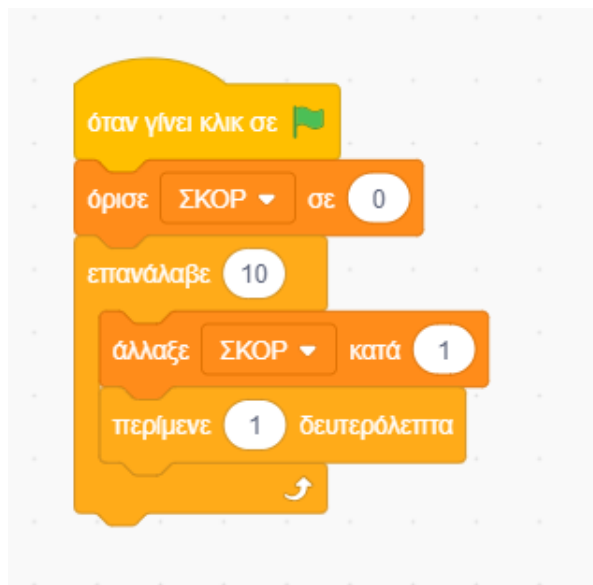 όταν γίνει κλικ σε
όρισε ΣΚΟΡ σε 0
επανάλαβε 10
άλλαξε ΣΚΟΡ κατά 1
περίμενε 1 δευτερόλεπτα